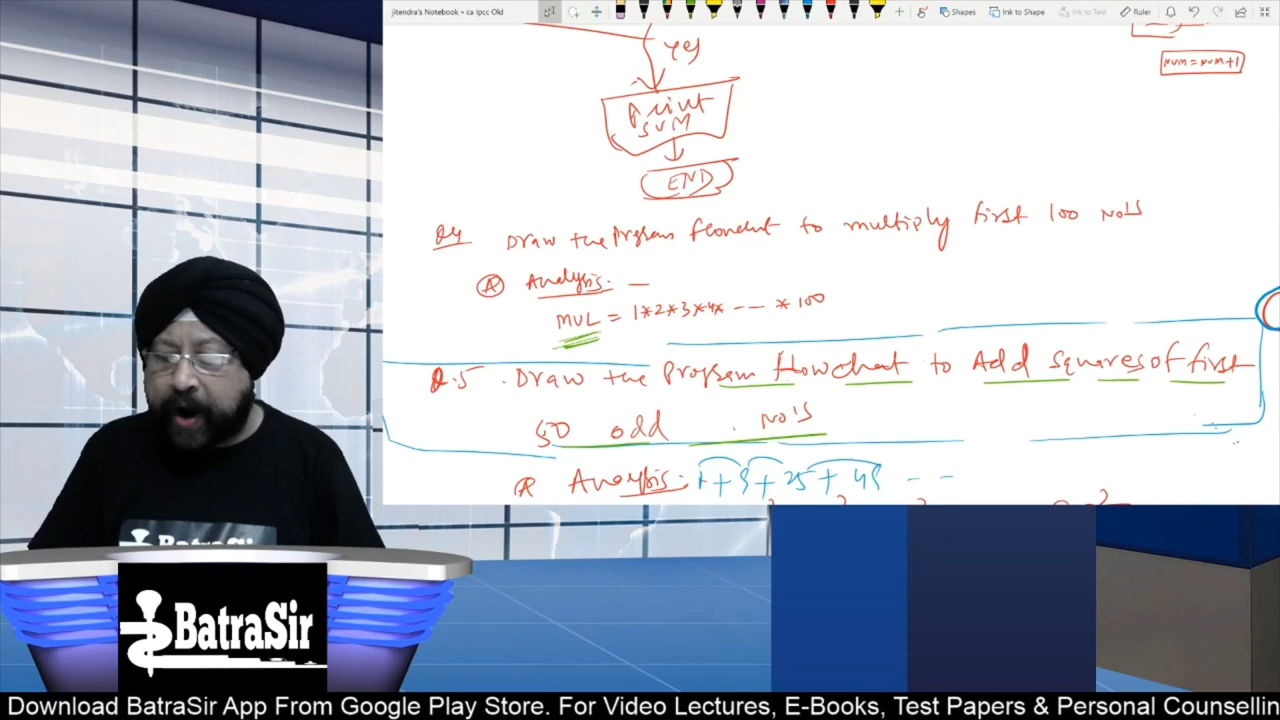 jitendra's Notebook » ca Ipcc Old
Shapes
Ink to Shape
Ink to Text
Ruler
Yes
NUM = NUM+1
Print
SUM
END
Q4 Draw the Program flowchart to multiply first 100 No's
A Analysis. —
MUL = 1*2*3*4* --- * 100
Q.5 . Draw the Program flowchart to Add squares of first
50 odd . No's
A Analysis: 1+9+25+49 - -
BatraSir
BatraSir
Download BatraSir App From Google Play Store. For Video Lectures, E-Books, Test Papers & Personal Counsellin